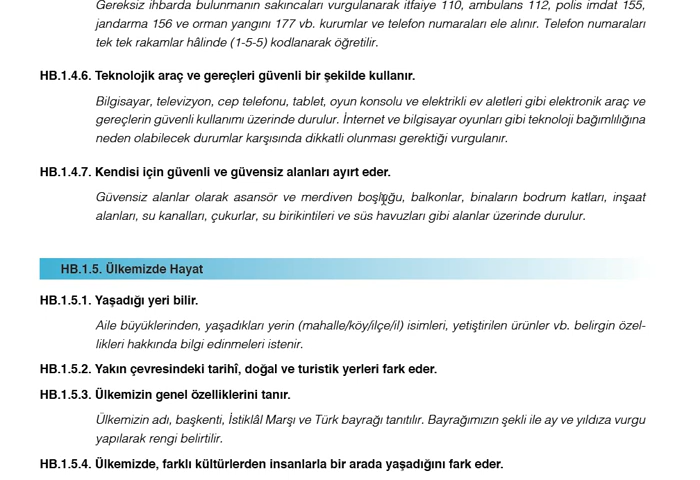 Gereksiz ihbarda bulunmanın sakıncaları vurgulanarak itfaiye 110, ambulans 112, polis imdat 155,
jandarma 156 ve orman yangını 177 vb. kurumlar ve telefon numaraları ele alınır. Telefon numaraları
tek tek rakamlar hâlinde (1-5-5) kodlanarak öğretilir.
HB.1.4.6. Teknolojik araç ve gereçleri güvenli bir şekilde kullanır.
Bilgisayar, televizyon, cep telefonu, tablet, oyun konsolu ve elektrikli ev aletleri gibi elektronik araç ve
gereçlerin güvenli kullanımı üzerinde durulur. İnternet ve bilgisayar oyunları gibi teknoloji bağımlılığına
neden olabilecek durumlar karşısında dikkatli olunması gerektiği vurgulanır.
HB.1.4.7. Kendisi için güvenli ve güvensiz alanları ayırt eder.
Güvensiz alanlar olarak asansör ve merdiven boşluğu, balkonlar, binaların bodrum katları, inşaat
alanları, su kanalları, çukurlar, su birikintileri ve süs havuzları gibi alanlar üzerinde durulur.
HB.1.5. Ülkemizde Hayat
HB.1.5.1. Yaşadığı yeri bilir.
Aile büyüklerinden, yaşadıkları yerin (mahalle/köy/ilçe/il) isimleri, yetiştirilen ürünler vb. belirgin özel-
likleri hakkında bilgi edinmeleri istenir.
HB.1.5.2. Yakın çevresindeki tarihî, doğal ve turistik yerleri fark eder.
HB.1.5.3. Ülkemizin genel özelliklerini tanır.
Ülkemizin adı, başkenti, İstiklâl Marşı ve Türk bayrağı tanıtılır. Bayrağımızın şekli ile ay ve yıldıza vurgu
yapılarak rengi belirtilir.
HB.1.5.4. Ülkemizde, farklı kültürlerden insanlarla bir arada yaşadığını fark eder.